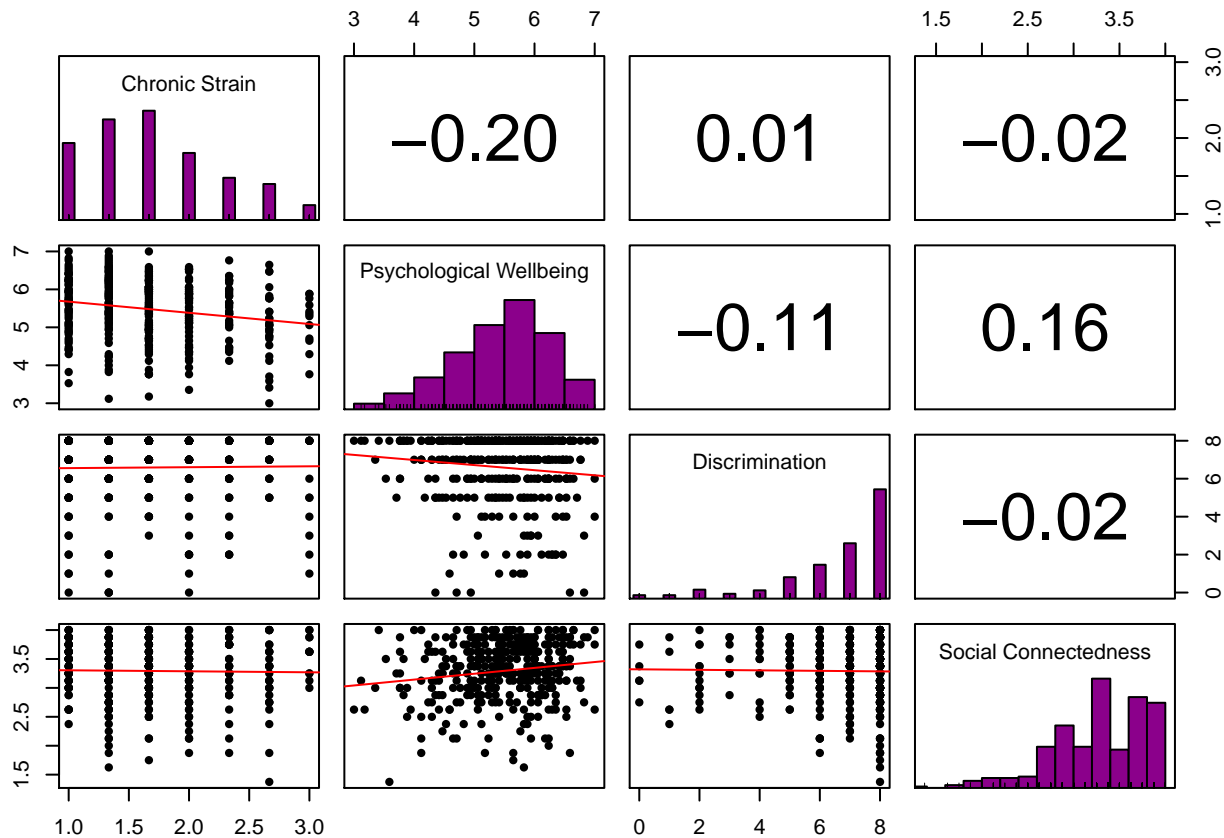 3 4 5 6 7 1.5 2.5 3.5
Chronic Strain
−0.20 0.01 −0.02
1.0 2.0 3.0
3 4 5 6 7
Psychological Wellbeing
−0.11 0.16
Discrimination
−0.02
0 2 4 6 8
1.5 2.5 3.5
Social Connectedness
1.0 1.5 2.0 2.5 3.0 0 2 4 6 8